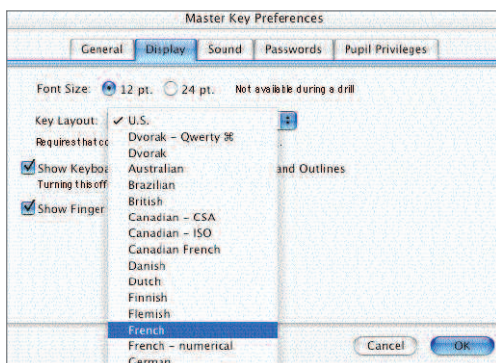 Master Key Preferences
General Display Sound Passwords Pupil Privileges
Font Size: 12 pt. 24 pt. Not available during a drill
Key Layout: ✓ U.S.
Dvorak – Qwerty ⌘
Requires that co .
Dvorak
Show Keyboa Australian and Outlines
Turning this off Brazilian
British
Show Finger Canadian – CSA
Canadian – ISO
Canadian French
Danish
Dutch
Finnish
Flemish
French
French – numerical Cancel OK
German